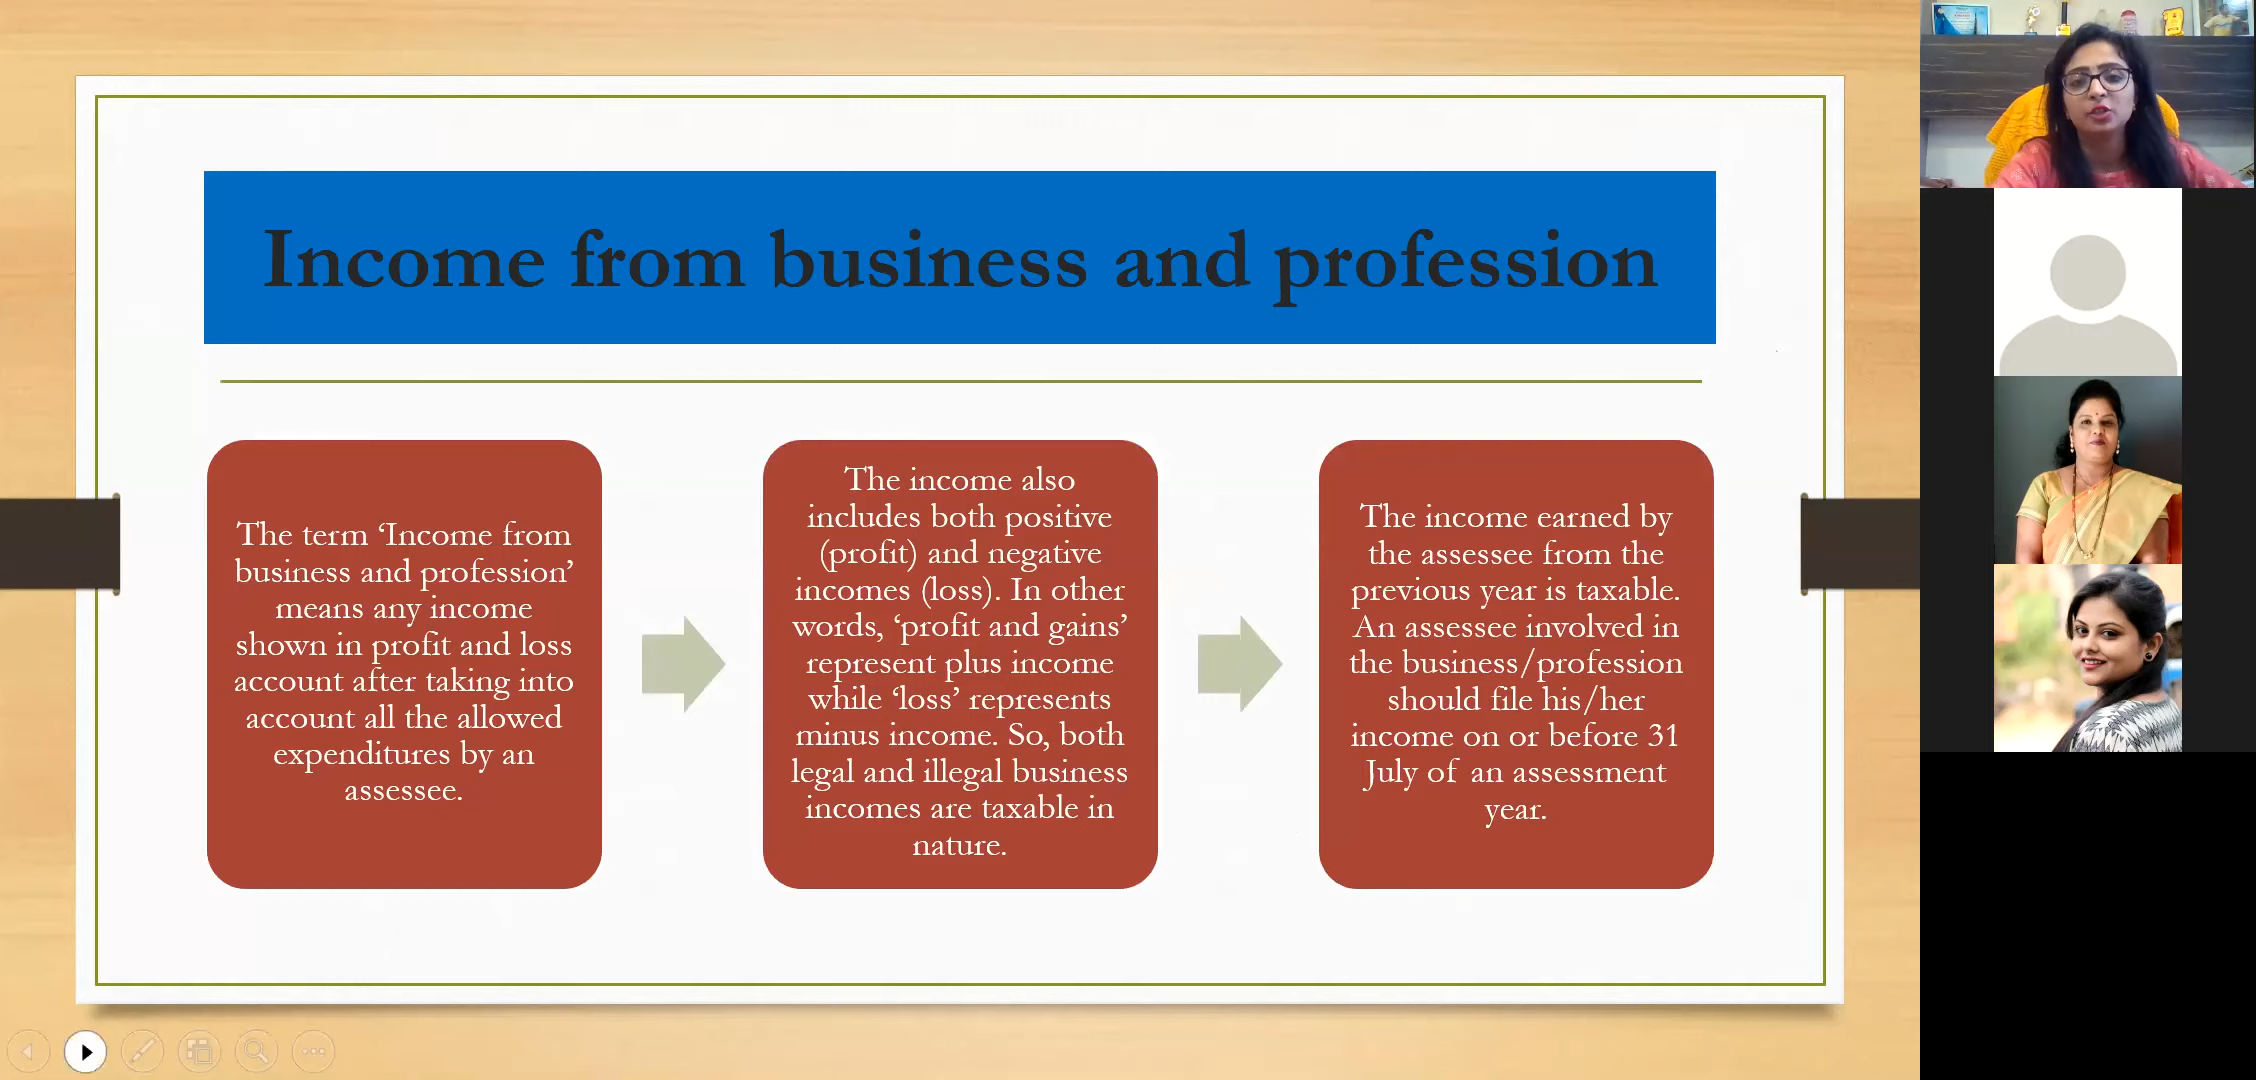 Income from business and profession
The term ‘Income from
business and profession’
means any income
shown in profit and loss
account after taking into
account all the allowed
expenditures by an
assessee.
The income also
includes both positive
(profit) and negative
incomes (loss). In other
words, ‘profit and gains’
represent plus income
while ‘loss’ represents
minus income. So, both
legal and illegal business
incomes are taxable in
nature.
The income earned by
the assessee from the
previous year is taxable.
An assessee involved in
the business/profession
should file his/her
income on or before 31
July of an assessment
year.